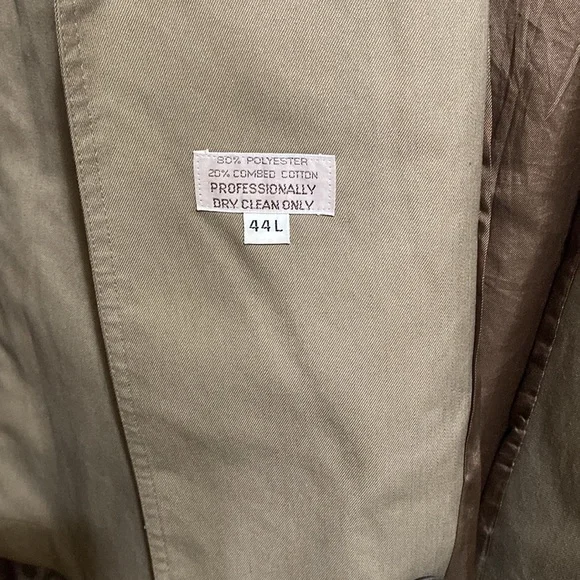 80% POLYESTER
20% COMBED COTTON
PROFESSIONALLY
DRY CLEAN ONLY
44L